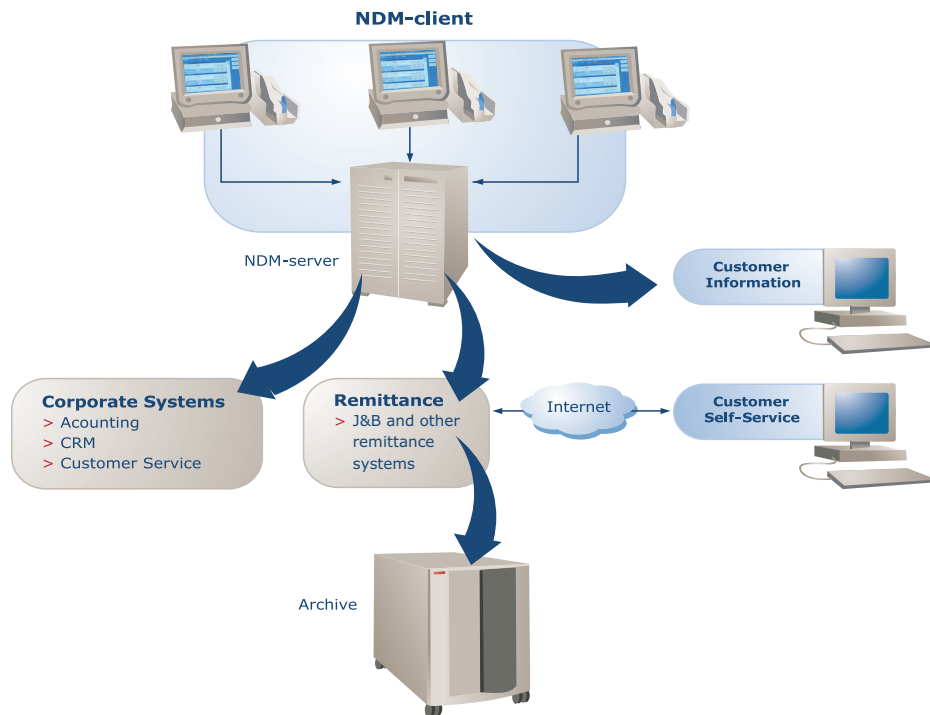 NDM-client
NDM-server
Customer
Information
Corporate Systems
> Acounting
> CRM
> Customer Service
Remittance
> J&B and other
remittance
systems
Internet
Customer
Self-Service
Archive